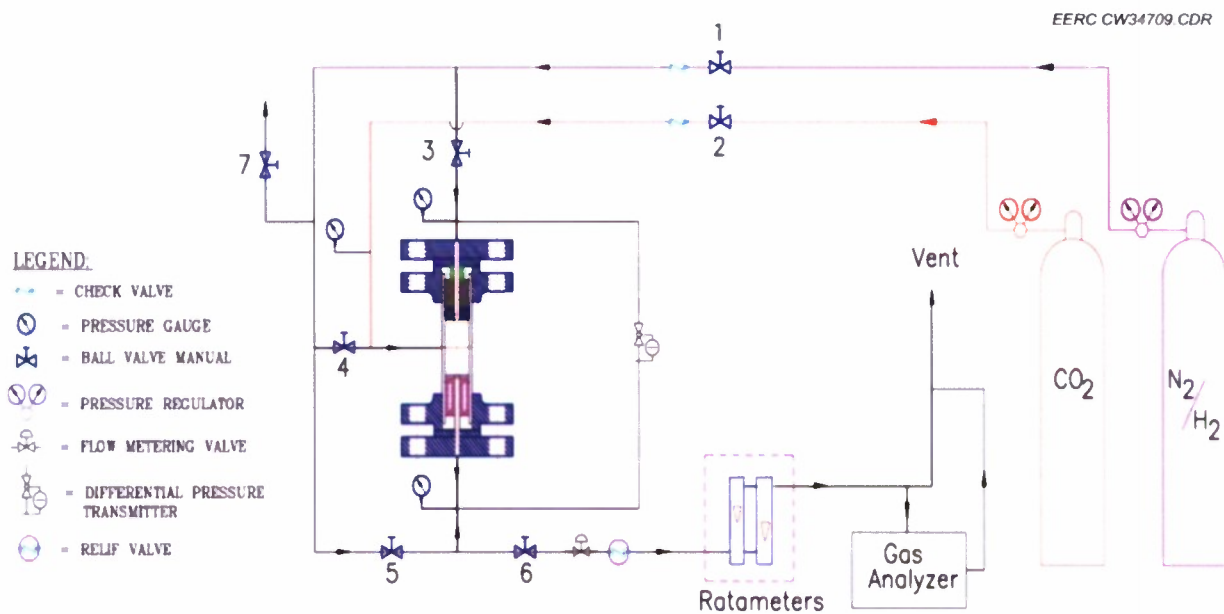 EERC CW34709.CDR
1
2
3
7
LEGEND:
= CHECK VALVE
= PRESSURE GAUGE
= BALL VALVE MANUAL
= PRESSURE REGULATOR
= FLOW METERING VALVE
= DIFFERENTIAL PRESSURE
TRANSMITTER
= RELIF VALVE
4
5
6
Vent
CO2
N2
/H2
Gas
Analyzer
Ratameters